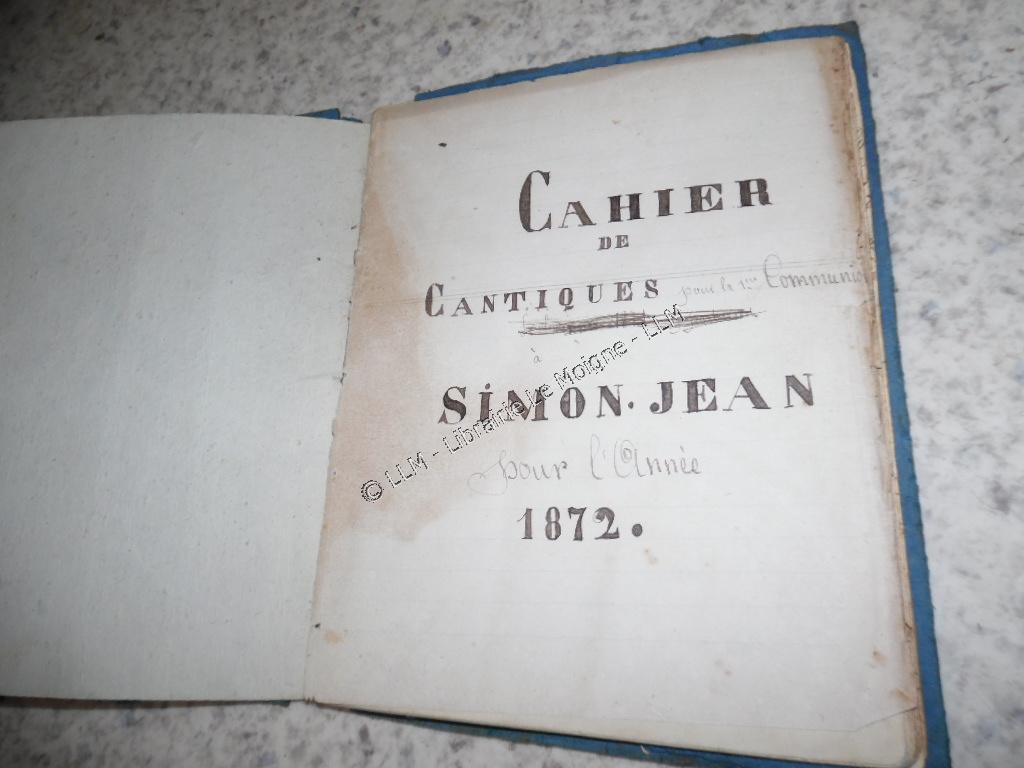 CAHIER
DE
CANTIQUES pour la 1ère Communion
à
SIMON. JEAN
pour l'Année
1872.
© LLM - Librairie Le Moigne - LLM